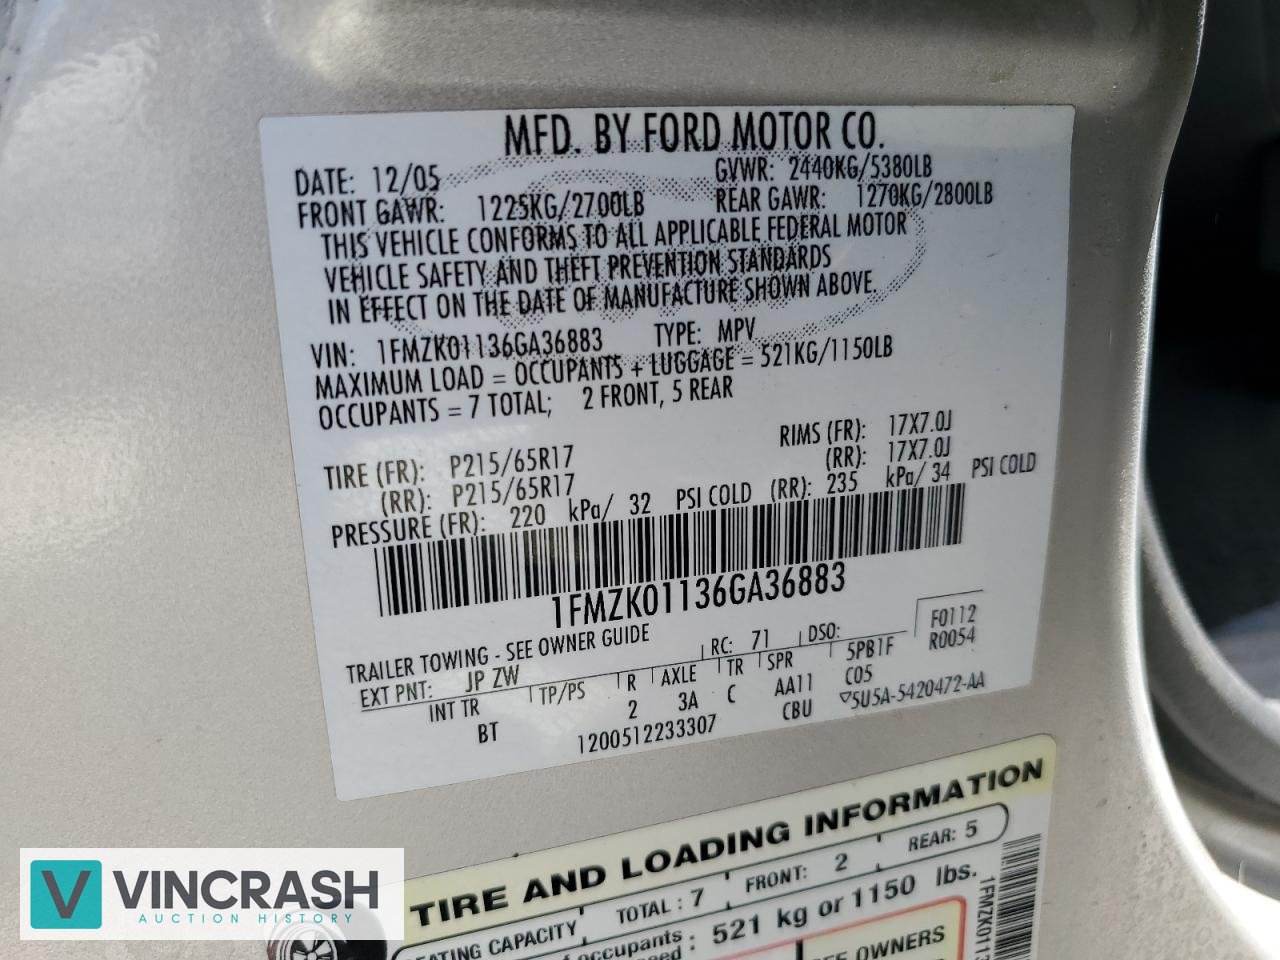 MFD. BY FORD MOTOR CO.
DATE: 12/05 GVWR: 2440KG/5380LB
FRONT GAWR: 1225KG/2700LB REAR GAWR: 1270KG/2800LB
THIS VEHICLE CONFORMS TO ALL APPLICABLE FEDERAL MOTOR
VEHICLE SAFETY AND THEFT PREVENTION STANDARDS
IN EFFECT ON THE DATE OF MANUFACTURE SHOWN ABOVE.
VIN: 1FMZK01136GA36883 TYPE: MPV
MAXIMUM LOAD = OCCUPANTS + LUGGAGE = 521KG/1150LB
OCCUPANTS = 7 TOTAL; 2 FRONT, 5 REAR
TIRE (FR): P215/65R17 RIMS (FR): 17X7.0J
(RR): P215/65R17 (RR): 17X7.0J
PRESSURE (FR): 220 kPa/ 32 PSI COLD (RR): 235 kPa/ 34 PSI COLD
1FMZK01136GA36883
TRAILER TOWING - SEE OWNER GUIDE RC: 71 DSO: F0112
EXT PNT: JP ZW 5PB1F R0054
INT TR TP/PS R AXLE TR SPR C05
BT 2 3A C AA11 5U5A-5420472-AA
1200512233307 CBU
TIRE AND LOADING INFORMATION
SEATING CAPACITY TOTAL : 7 FRONT: 2 REAR: 5
of occupants : 521 kg or 1150 lbs.
OWNERS
1FMZK0113
V VINCRASH
AUCTION HISTORY